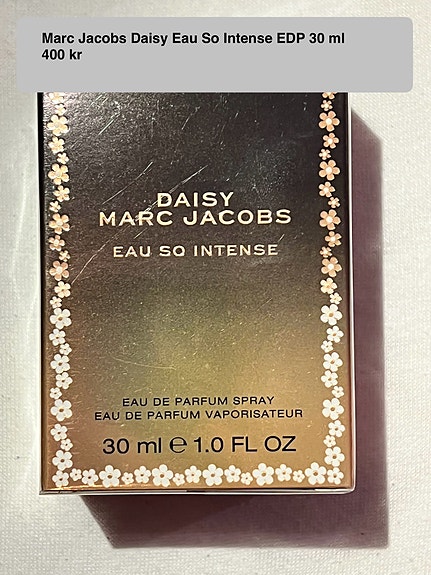 Marc Jacobs Daisy Eau So Intense EDP 30 ml
400 kr
DAISY
MARC JACOBS
EAU SO INTENSE
EAU DE PARFUM SPRAY
EAU DE PARFUM VAPORISATEUR
30 ml ℮ 1.0 FL OZ